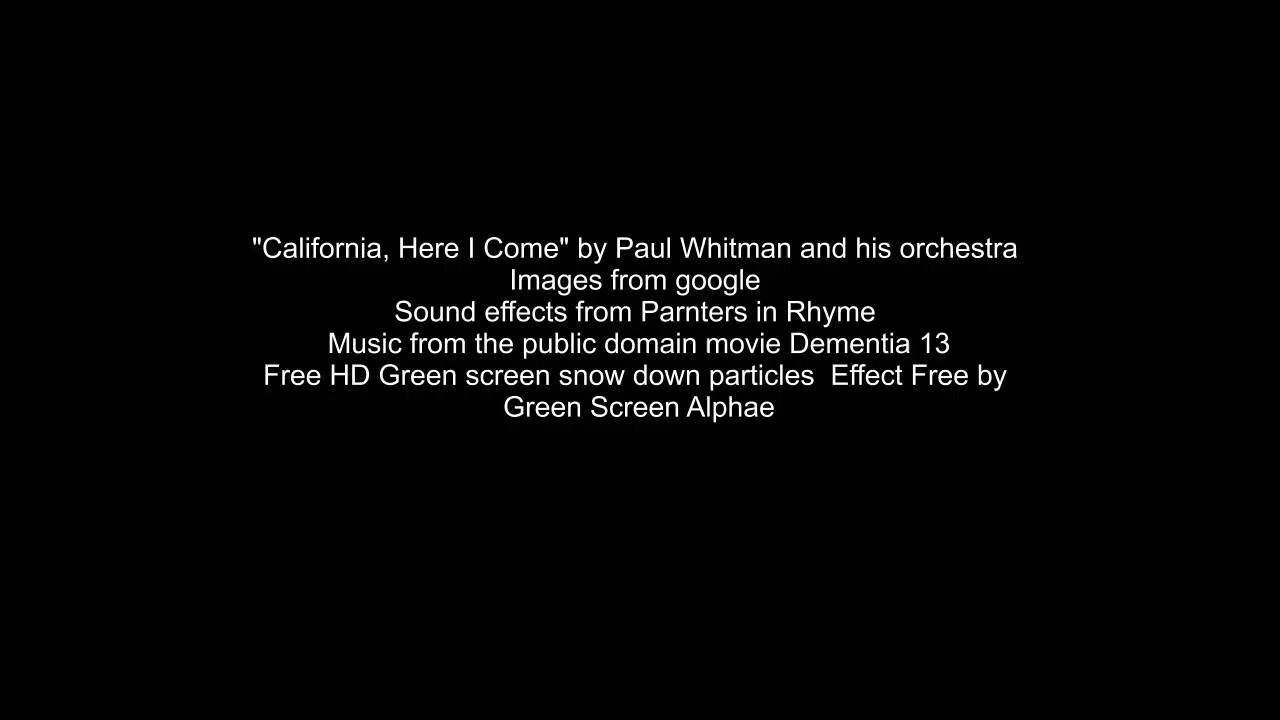 "California, Here I Come" by Paul Whitman and his orchestra
Images from google
Sound effects from Parnters in Rhyme
Music from the public domain movie Dementia 13
Free HD Green screen snow down particles  Effect Free by
Green Screen Alphae